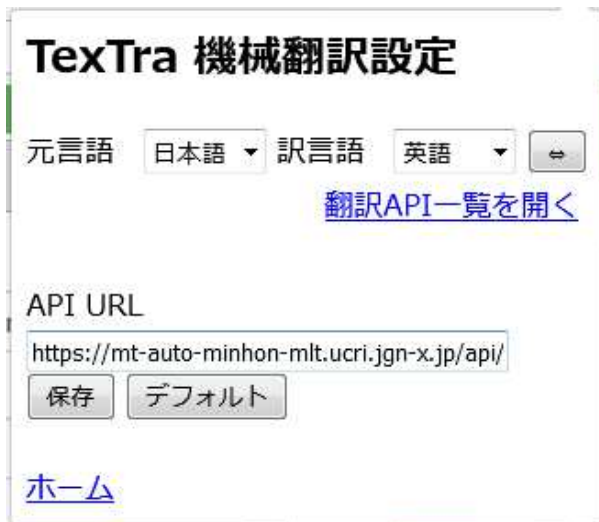 TexTra 機械翻訳設定
元言語 日本語 訳言語 英語 ⇔
翻訳API一覧を開く
API URL
https://mt-auto-minhon-mlt.ucri.jgn-x.jp/api/
保存 デフォルト
ホーム